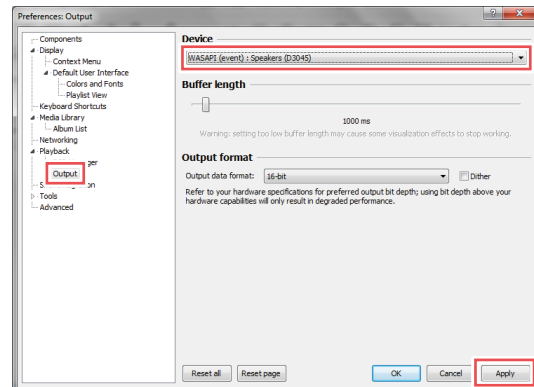 Preferences: Output
Components
Display
Context Menu
Default User Interface
Colors and Fonts
Playlist View
Keyboard Shortcuts
Media Library
Album List
Networking
Playback
Output
Tools
Advanced
Device
WASAPI (event) : Speakers (D3045)
Buffer length
1000 ms
Warning: setting too low buffer length may cause some visualization effects to stop working.
Output format
Output data format: 16-bit Dither
Refer to your hardware specifications for preferred output bit depth; using bit depth above your
hardware capabilities will only result in degraded performance.
Reset all Reset page OK Cancel Apply